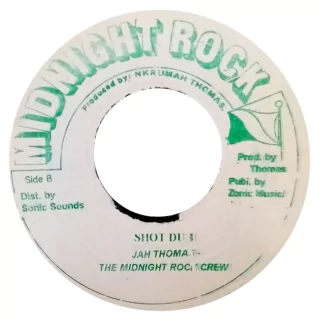 MIDNIGHT ROCK
Produced by: NKRUMAH THOMAS.
Side B
Dist. by
Sonic Sounds
Prod. by
Thomas
Publ. by
Zonic Music
SHOT DU
JAH THOMAS
THE MIDNIGHT ROCK CREW